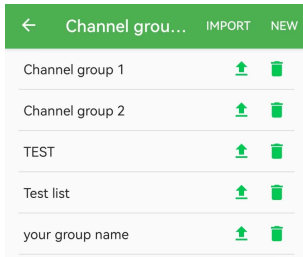 Channel grou... IMPORT NEW
Channel group 1
Channel group 2
TEST
Test list
your group name